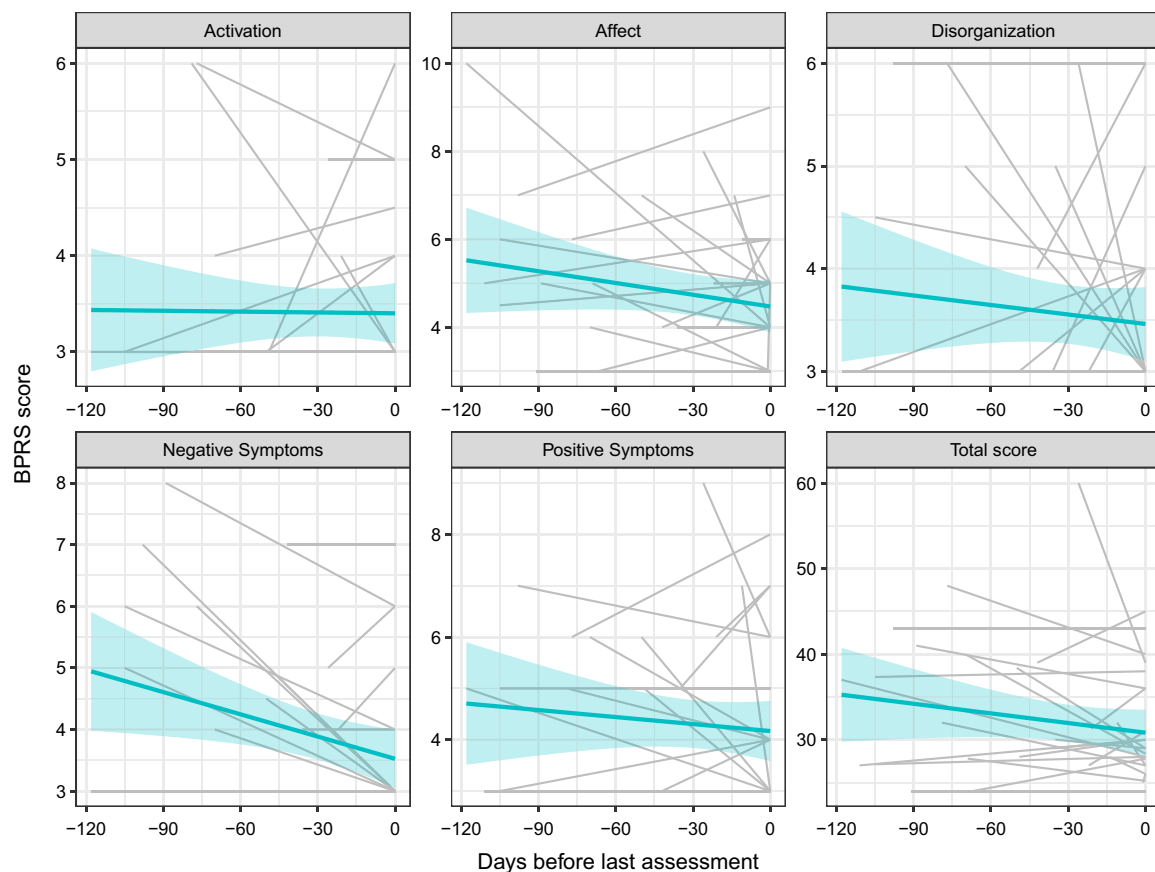 Activation
Affect
Disorganization
6
5
4
3
10
8
6
4
6
5
4
3
−120 −90 −60 −30 0
−120 −90 −60 −30 0
−120 −90 −60 −30 0
BPRS score
Negative Symptoms
Positive Symptoms
Total score
8
7
6
5
4
3
8
6
4
60
50
40
30
−120 −90 −60 −30 0
−120 −90 −60 −30 0
−120 −90 −60 −30 0
Days before last assessment